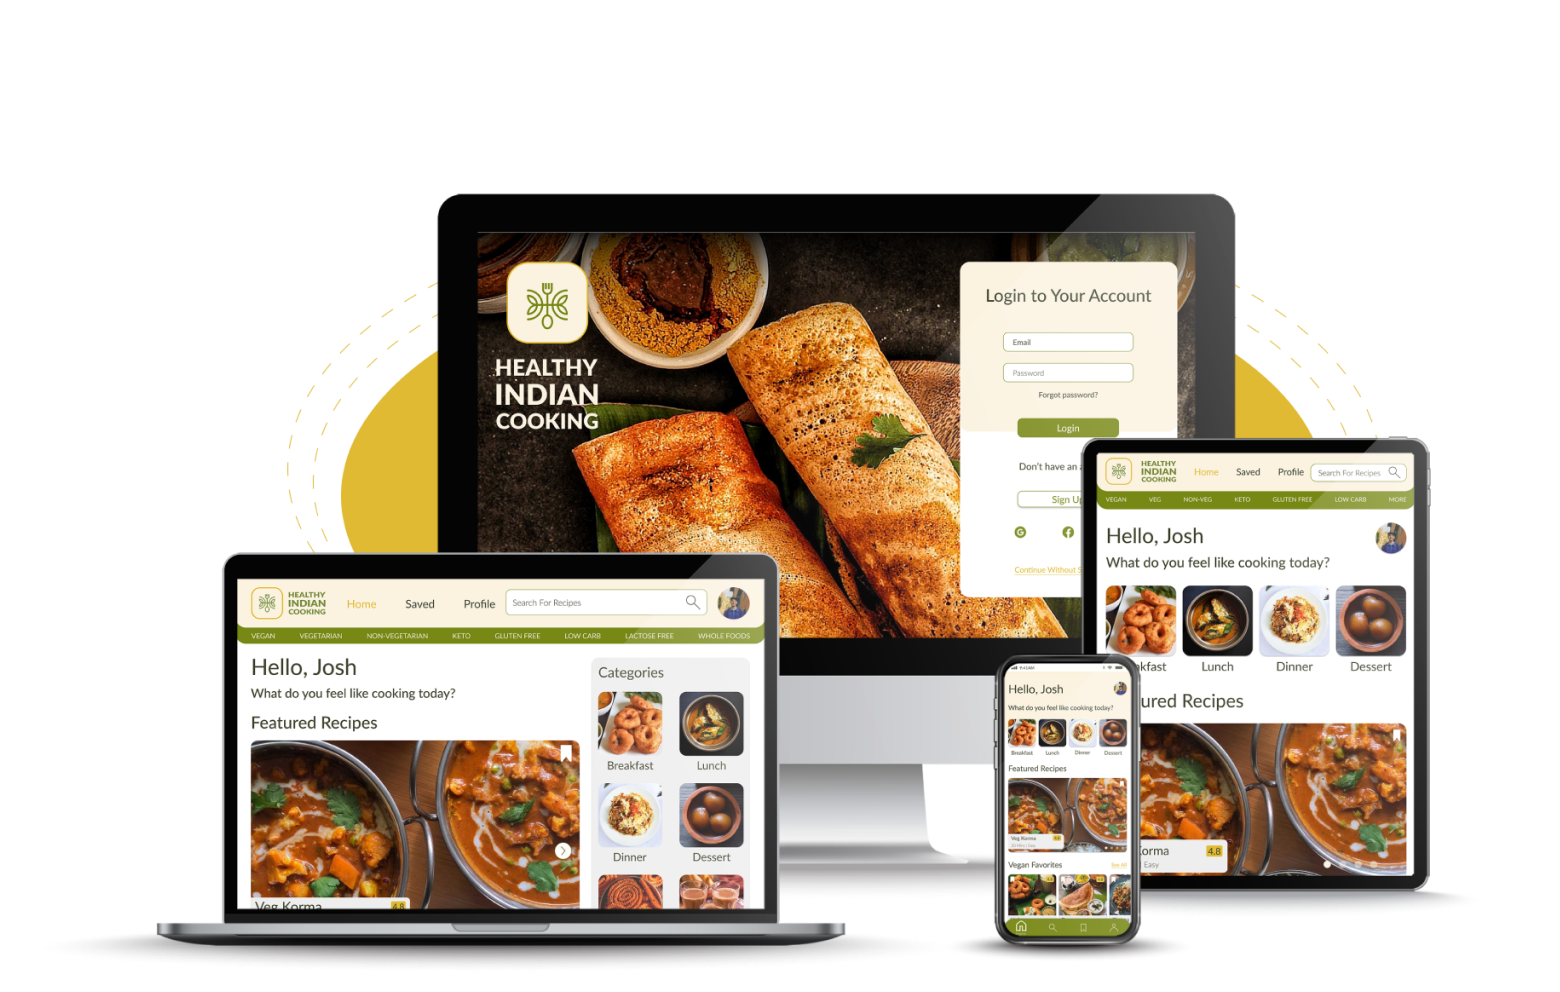 HEALTHY
INDIAN
COOKING
Login to Your Account
Email
Password
Forgot password?
Login
Don't have an a
Sign Up
Continue Without S
HEALTHY
INDIAN
COOKING
Home
Saved
Profile
Search For Recipes
VEGAN
VEGETARIAN
NON-VEGETARIAN
KETO
GLUTEN FREE
LOW CARB
LACTOSE FREE
WHOLE FOODS
Hello, Josh
What do you feel like cooking today?
Featured Recipes
Veg Korma
4.8
Categories
Breakfast
Lunch
Dinner
Dessert
Hello, Josh
What do you feel like cooking today?
Breakfast
Lunch
Dinner
Dessert
Featured Recipes
Veg Korma
Vegan Favorites
See All
HEALTHY
INDIAN
COOKING
Home
Saved
Profile
Search For Recipes
VEGAN
VEG
NON-VEG
KETO
GLUTEN FREE
LOW CARB
MORE
Hello, Josh
What do you feel like cooking today?
kfast
Lunch
Dinner
Dessert
ured Recipes
orma
4.8
Easy